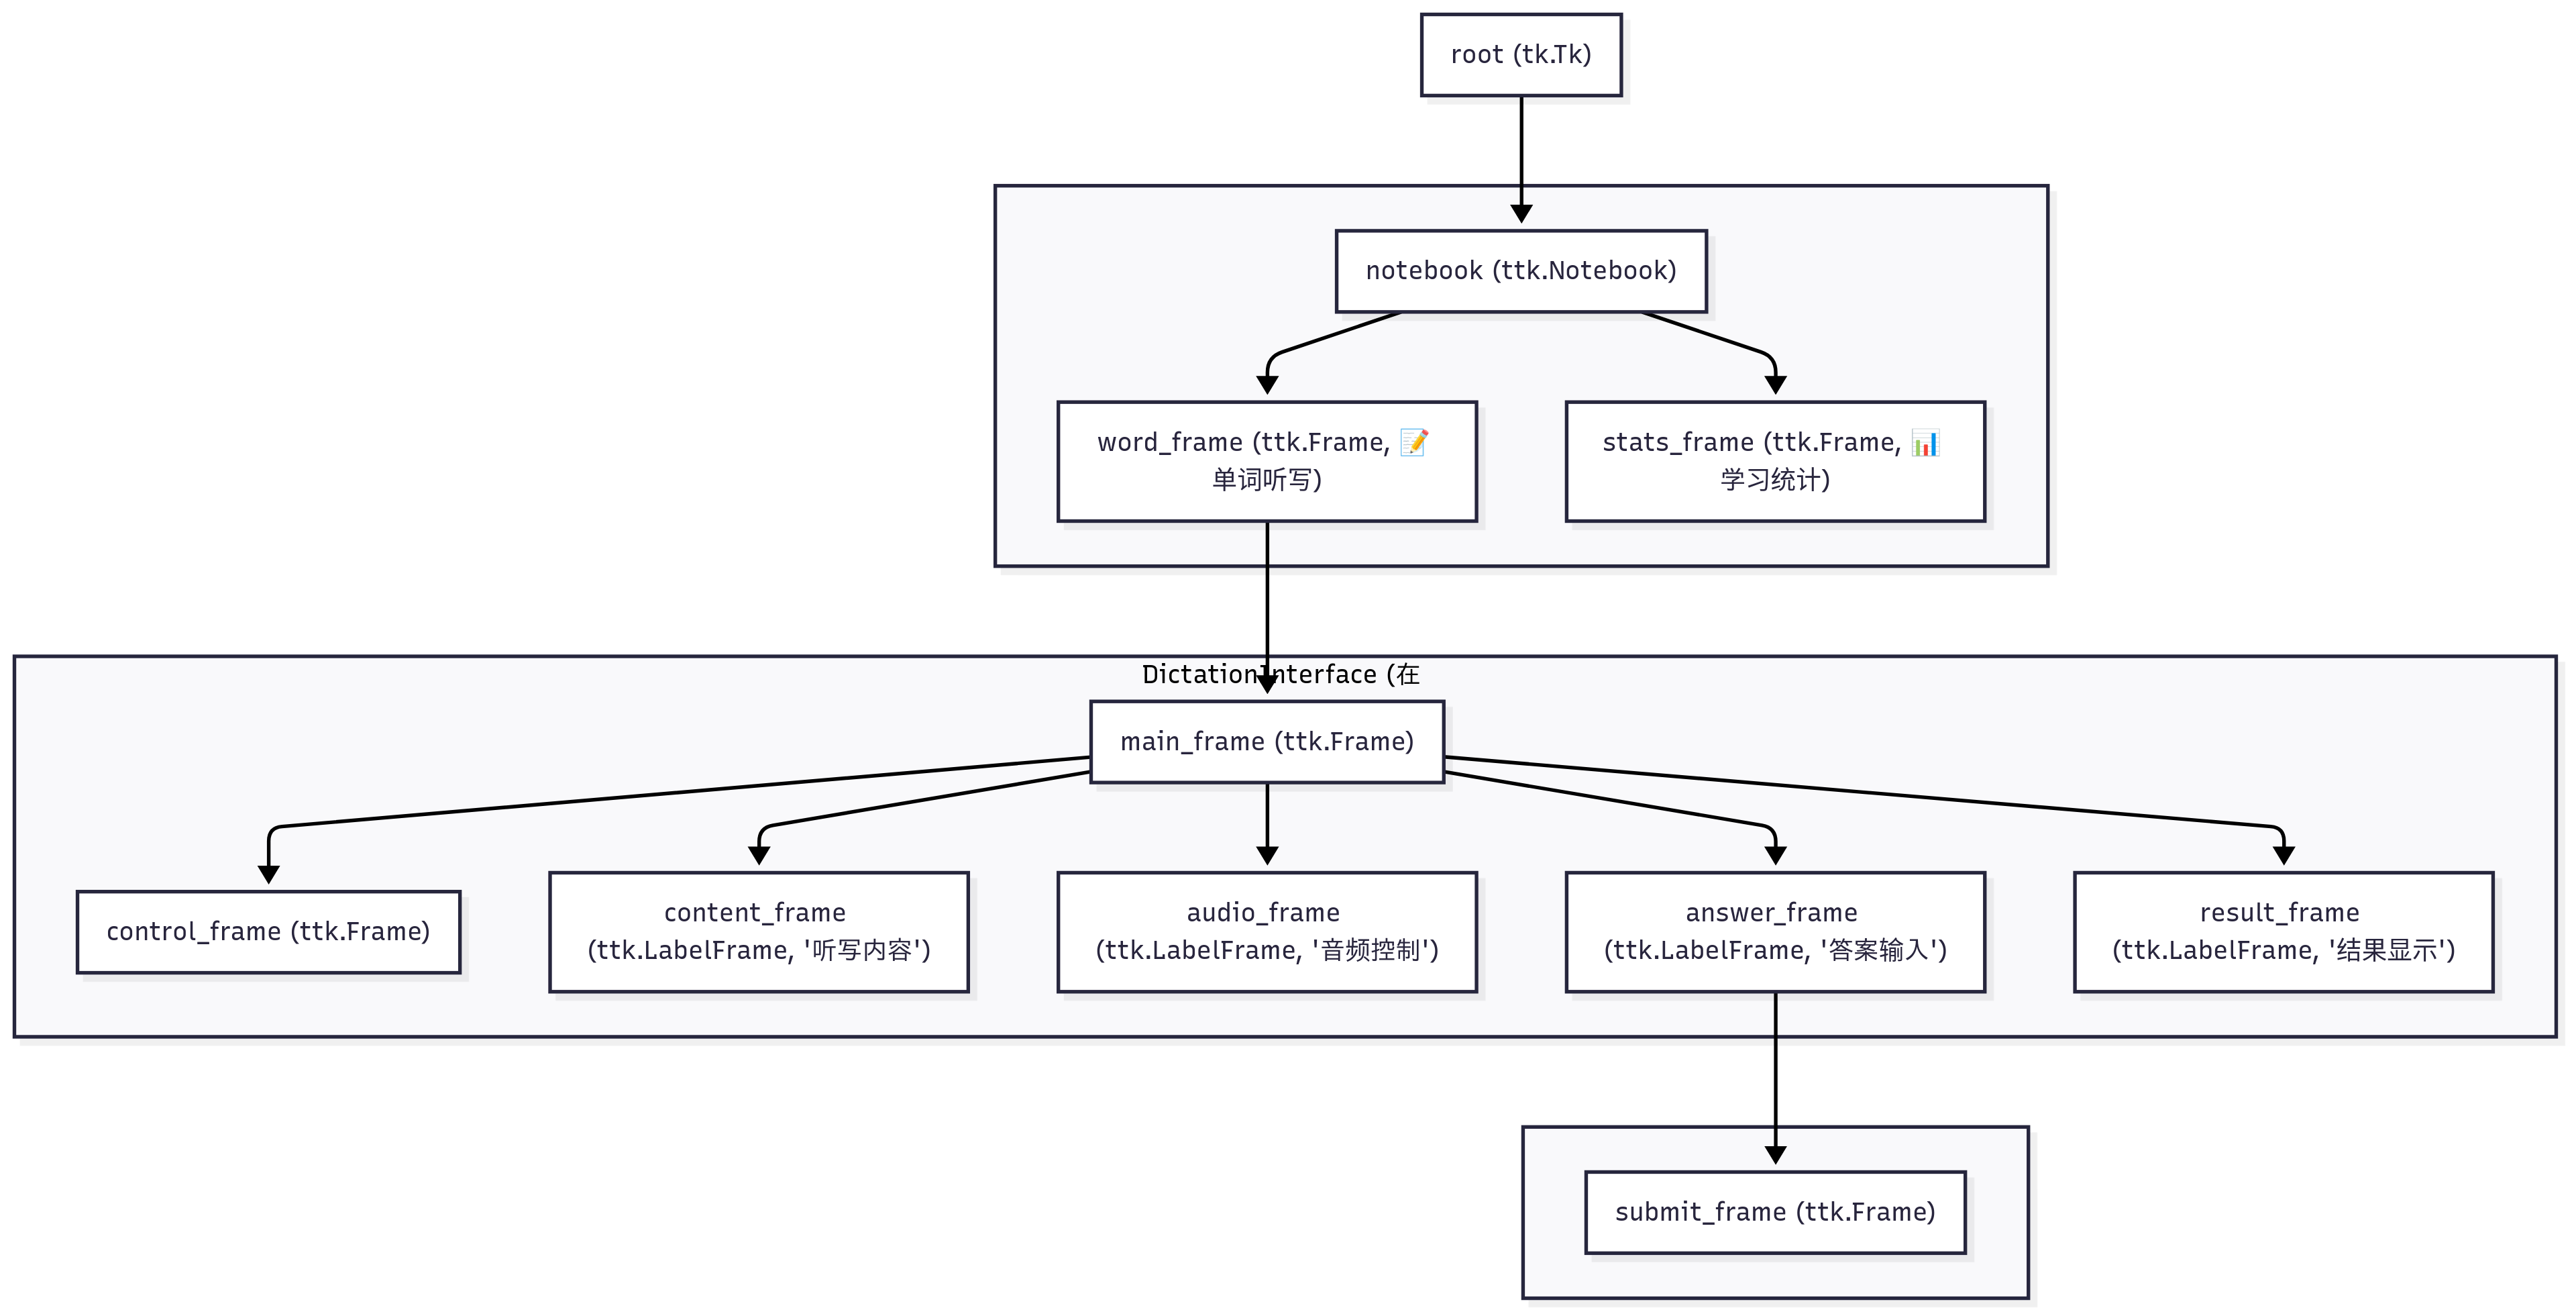 root (tk.Tk)
notebook (ttk.Notebook)
word_frame (ttk.Frame, 📝
单词听写)
stats_frame (ttk.Frame, 📊
学习统计)
DictationInterface (在
main_frame (ttk.Frame)
control_frame (ttk.Frame)
content_frame
(ttk.LabelFrame, '听写内容')
audio_frame
(ttk.LabelFrame, '音频控制')
answer_frame
(ttk.LabelFrame, '答案输入')
result_frame
(ttk.LabelFrame, '结果显示')
submit_frame (ttk.Frame)